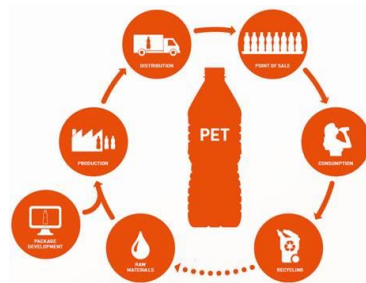 DISTRIBUTION
POINT OF SALE
PET
PRODUCTION
CONSUMPTION
PACKAGE
DEVELOPMENT
RAW
MATERIALS
RECYCLING